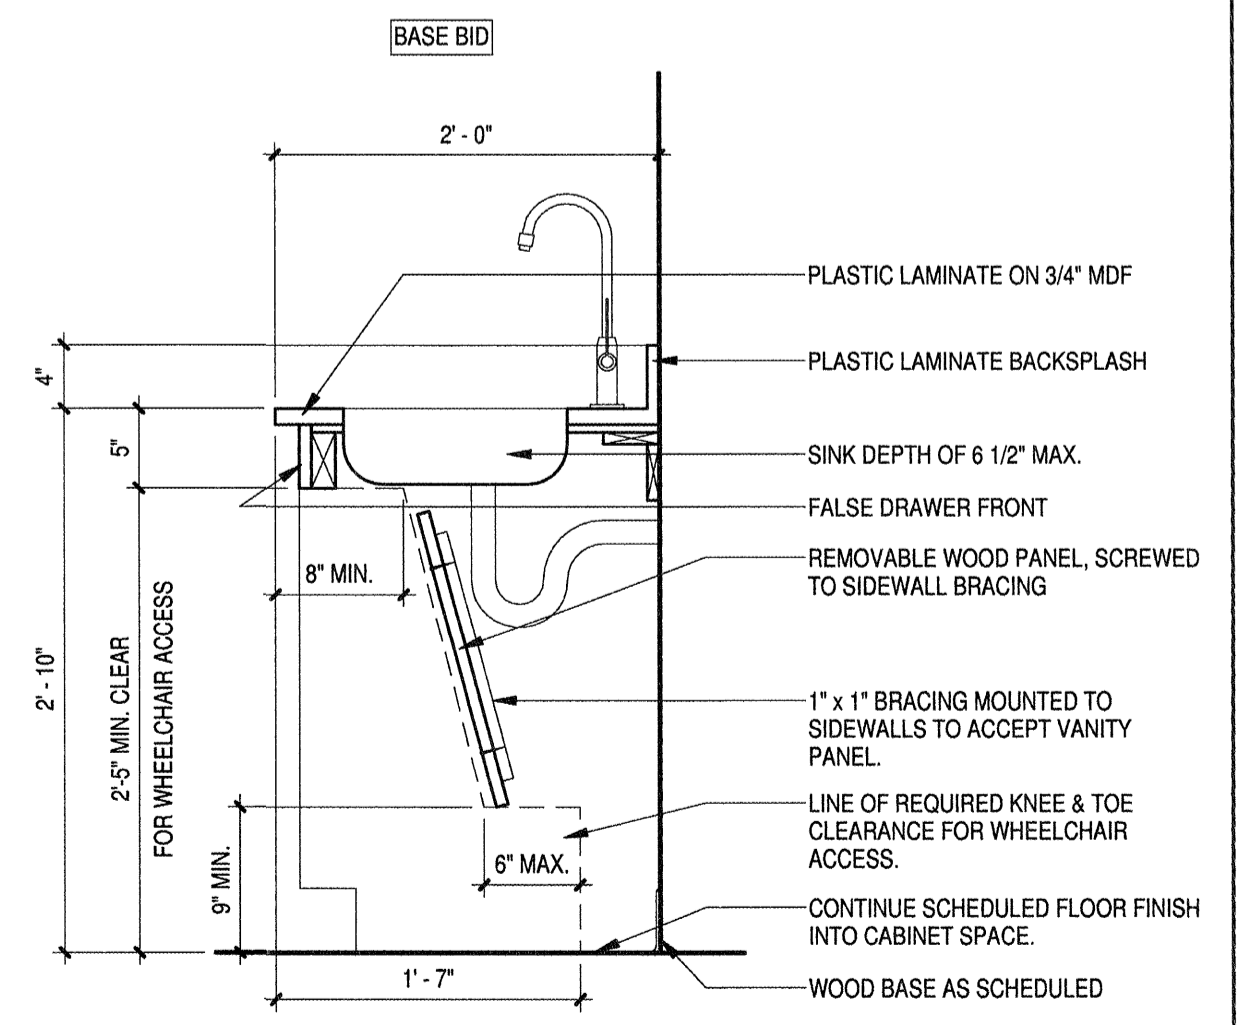 BASE BID
2' - 0"
PLASTIC LAMINATE ON 3/4" MDF
4"
PLASTIC LAMINATE BACKSPLASH
5"
SINK DEPTH OF 6 1/2" MAX.
FALSE DRAWER FRONT
8" MIN.
REMOVABLE WOOD PANEL, SCREWED
TO SIDEWALL BRACING
2' - 10"
2'-5" MIN. CLEAR
FOR WHEELCHAIR ACCESS
1" x 1" BRACING MOUNTED TO
SIDEWALLS TO ACCEPT VANITY
PANEL.
LINE OF REQUIRED KNEE & TOE
CLEARANCE FOR WHEELCHAIR
ACCESS.
6" MAX.
9" MIN.
CONTINUE SCHEDULED FLOOR FINISH
INTO CABINET SPACE.
1' - 7"
WOOD BASE AS SCHEDULED